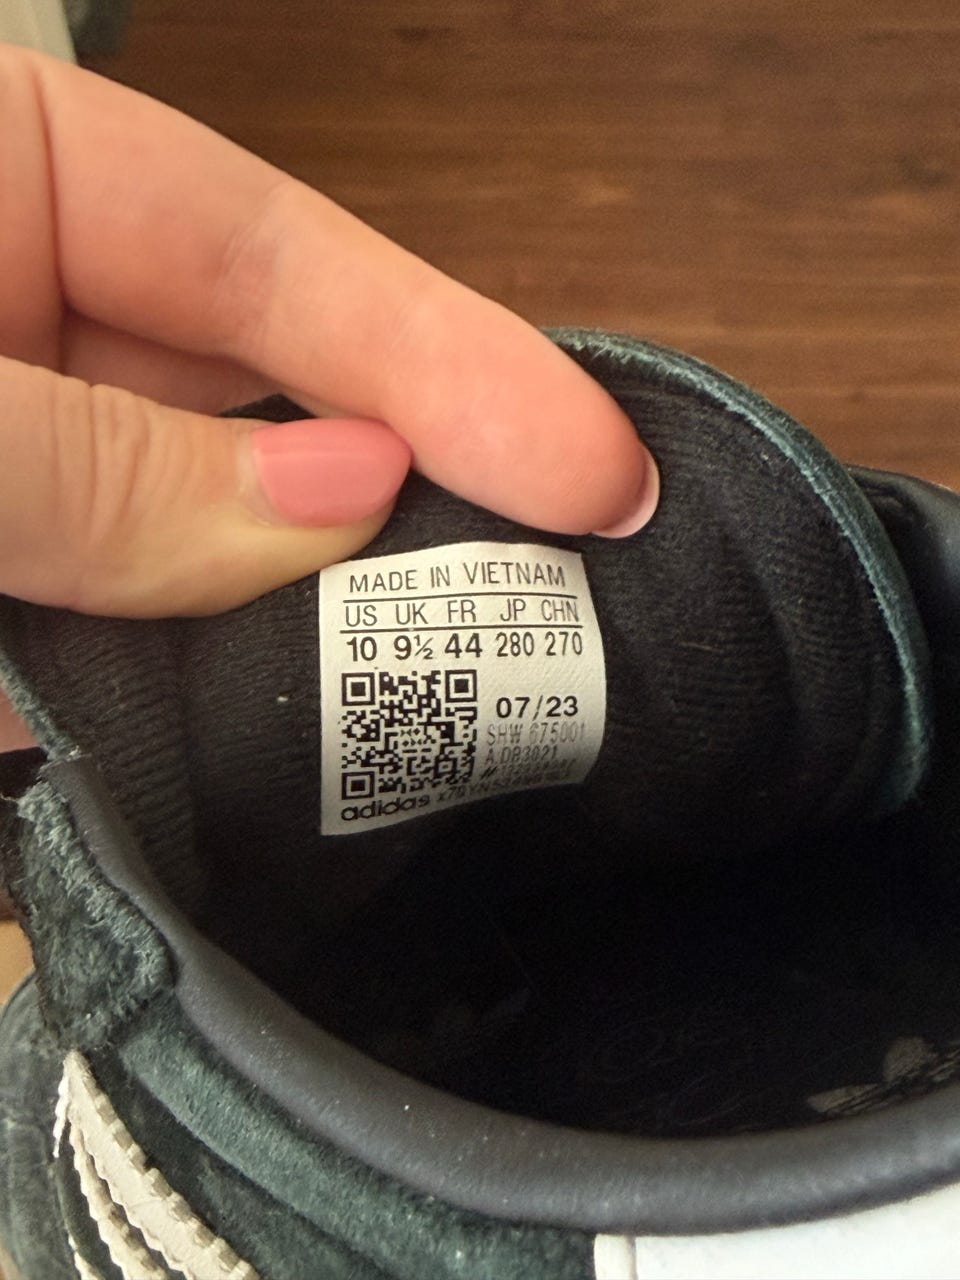 MADE IN VIETNAM
US UK FR JP CHN
10 9½ 44 280 270
07/23
SHW 675001
adidas